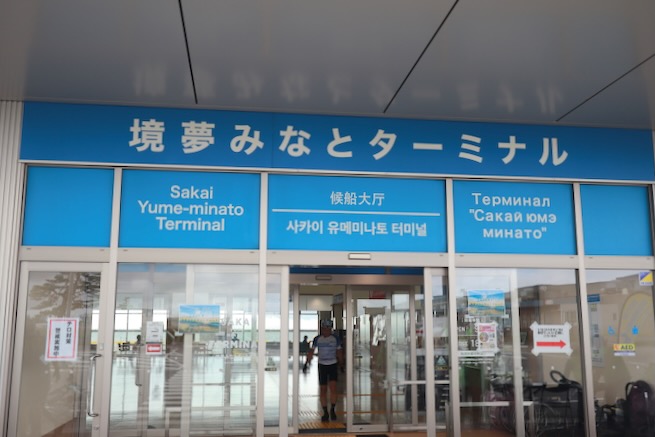 境夢みなとターミナル
Sakai
Yume-minato
Terminal
候船大厅
사카이 유메미나토 터미널
Терминал
"Сакай юмэ
минато"
AED